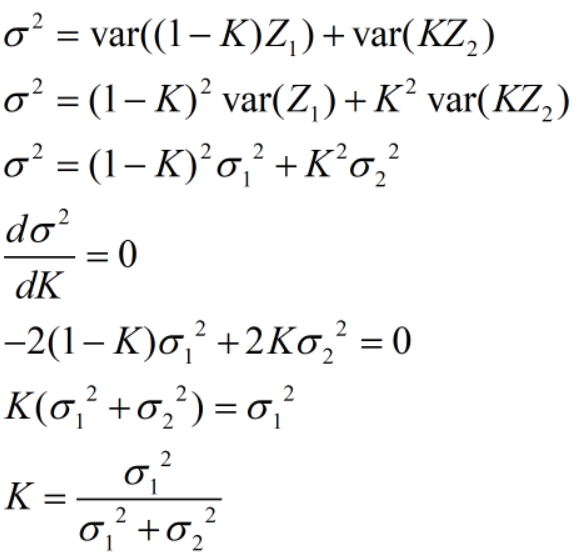 σ² = var((1 − K)Z₁) + var(KZ₂)
σ² = (1 − K)² var(Z₁) + K² var(KZ₂)
σ² = (1 − K)²σ₁² + K²σ₂²
dσ²/dK = 0
−2(1 − K)σ₁² + 2Kσ₂² = 0
K(σ₁² + σ₂²) = σ₁²
K = σ₁²/(σ₁² + σ₂²)